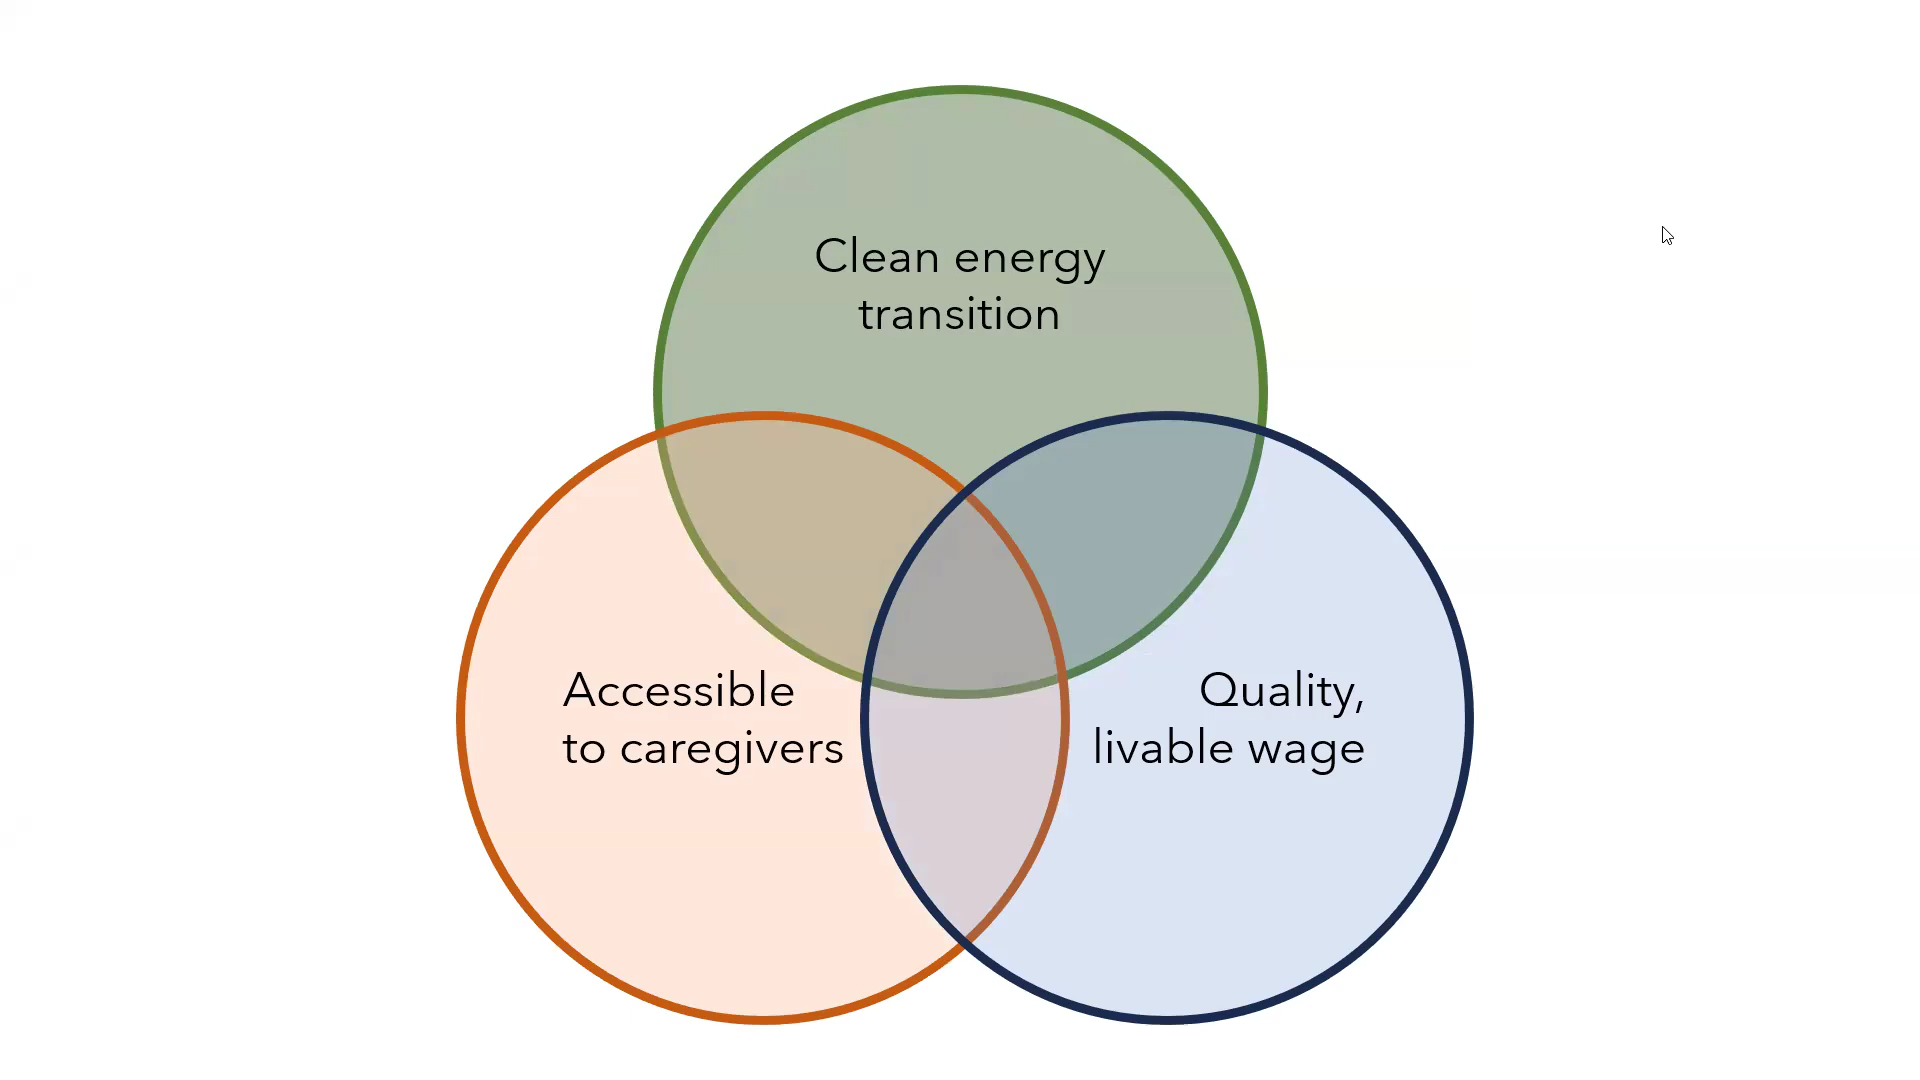 Clean energy
transition
Accessible
to caregivers
Quality,
livable wage